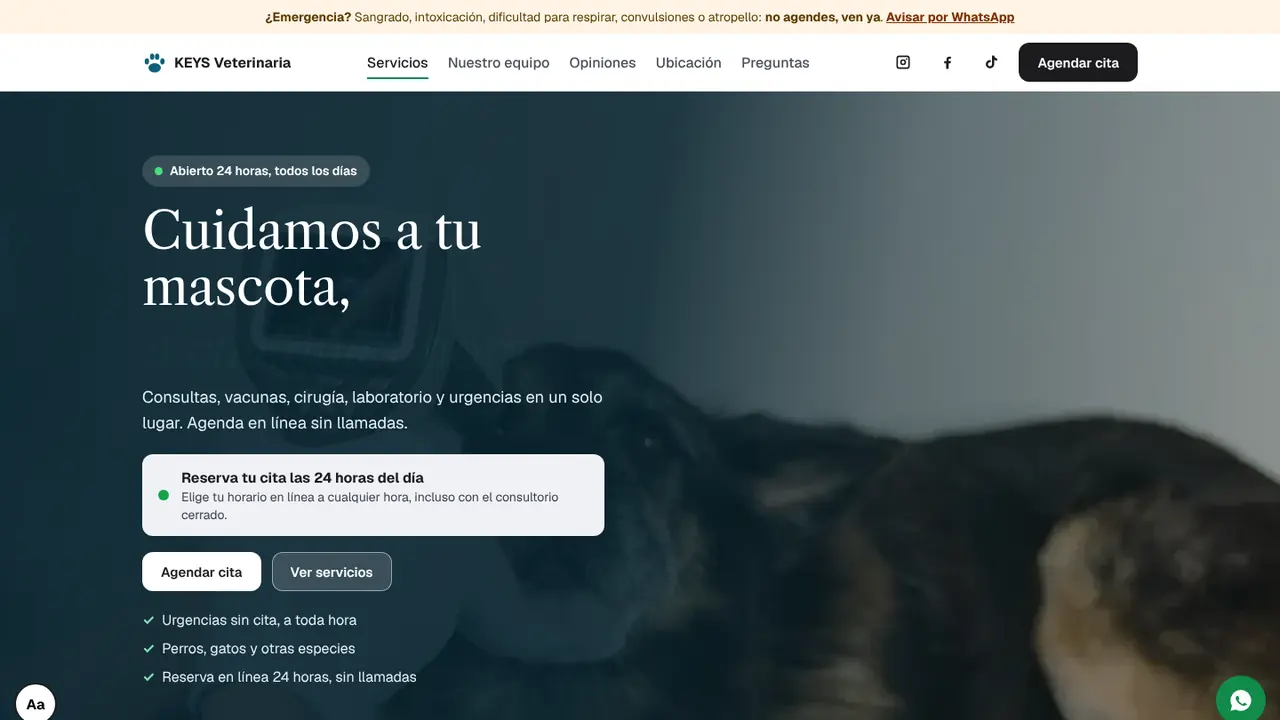 ¿Emergencia? Sangrado, intoxicación, dificultad para respirar, convulsiones o atropello: no agendes, ven ya. Avisar por WhatsApp
KEYS Veterinaria
Servicios
Nuestro equipo
Opiniones
Ubicación
Preguntas
Agendar cita
Abierto 24 horas, todos los días
Cuidamos a tu
mascota,
Consultas, vacunas, cirugía, laboratorio y urgencias en un solo
lugar. Agenda en línea sin llamadas.
Reserva tu cita las 24 horas del día
Elige tu horario en línea a cualquier hora, incluso con el consultorio
cerrado.
Agendar cita
Ver servicios
Urgencias sin cita, a toda hora
Perros, gatos y otras especies
Reserva en línea 24 horas, sin llamadas
Aa